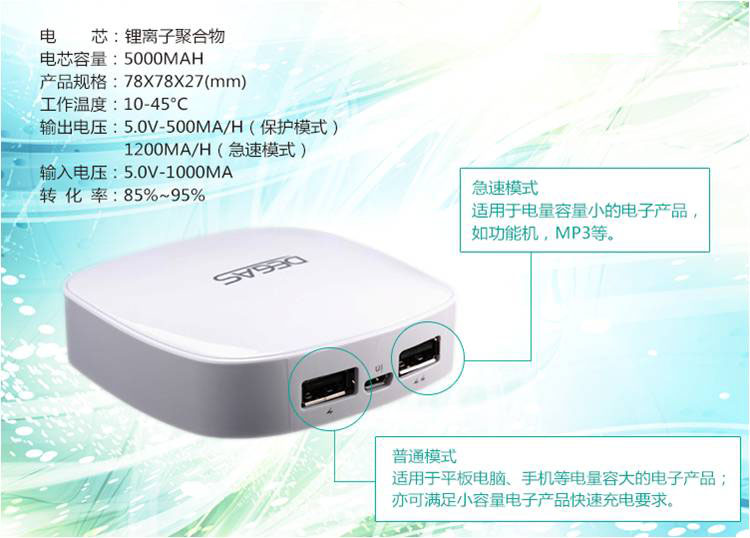 电 芯：锂离子聚合物
电芯容量：5000MAH
产品规格：78X78X27(mm)
工作温度：10-45°C
输出电压：5.0V-500MA/H（保护模式）
1200MA/H（急速模式）
输入电压：5.0V-1000MA
转 化 率：85%~95%
急速模式
适用于电量容量小的电子产品，
如功能机，MP3等。
DEGAS
IN
普通模式
适用于平板电脑、手机等电量容大的电子产品；
亦可满足小容量电子产品快速充电要求。